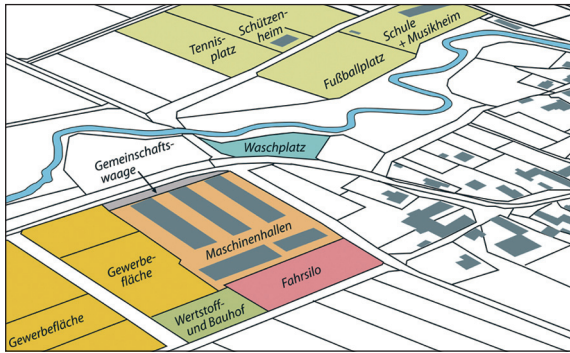 Schützen-
heim
Tennis-
platz
Schule
+ Musikheim
Fußballplatz
Waschplatz
Gemeinschafts-
waage
Maschinenhallen
Gewerbe-
fläche
Fahrsilo
Wertstoff-
und Bauhof
Gewerbefläche